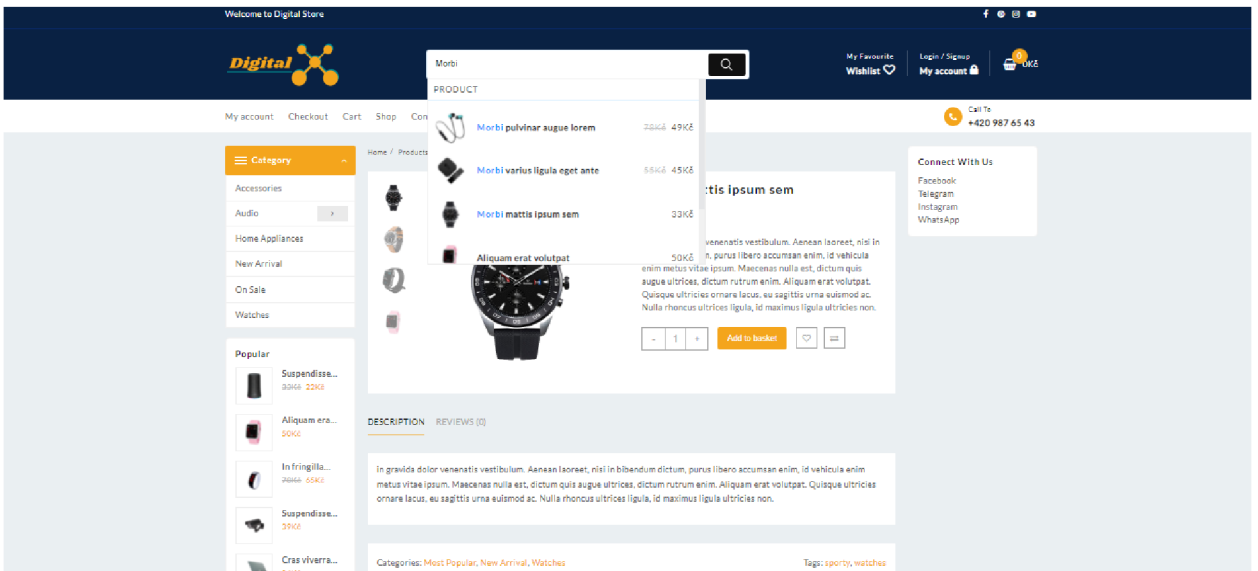 Welcome to Digital Store
Digital
Morbi
My Favourite
Wishlist
Login / Signup
My account
0
0Kč
PRODUCT
Morbi pulvinar augue lorem
78Kč 49Kč
Morbi varius ligula eget ante
55Kč 45Kč
Morbi mattis ipsum sem
33Kč
Aliquam erat volutpat
50Kč
My account Checkout Cart Shop Con
Call To
+420 987 65 43
Category
Accessories
Audio
Home Appliances
New Arrival
On Sale
Watches
Home / Products
ttis ipsum sem
venenatis vestibulum. Aenean laoreet, nisi in
n, purus libero accumsan enim, id vehicula
enim metus vitae ipsum. Maecenas nulla est, dictum quis
augue ultrices, dictum rutrum enim. Aliquam erat volutpat.
Quisque ultricies ornare lacus, eu sagittis urna euismod ac.
Nulla rhoncus ultrices ligula, id maximus ligula ultricies non.
- 1 +
Add to basket
Connect With Us
Facebook
Telegram
Instagram
WhatsApp
Popular
Suspendisse...
22Kč
Aliquam era...
50Kč
In fringilla...
70Kč 65Kč
Suspendisse...
39Kč
Cras viverra...
DESCRIPTION REVIEWS (0)
in gravida dolor venenatis vestibulum. Aenean laoreet, nisi in bibendum dictum, purus libero accumsan enim, id vehicula enim
metus vitae ipsum. Maecenas nulla est, dictum quis augue ultrices, dictum rutrum enim. Aliquam erat volutpat. Quisque ultricies
ornare lacus, eu sagittis urna euismod ac. Nulla rhoncus ultrices ligula, id maximus ligula ultricies non.
Categories: Most Popular, New Arrival, Watches
Tags: sporty, watches